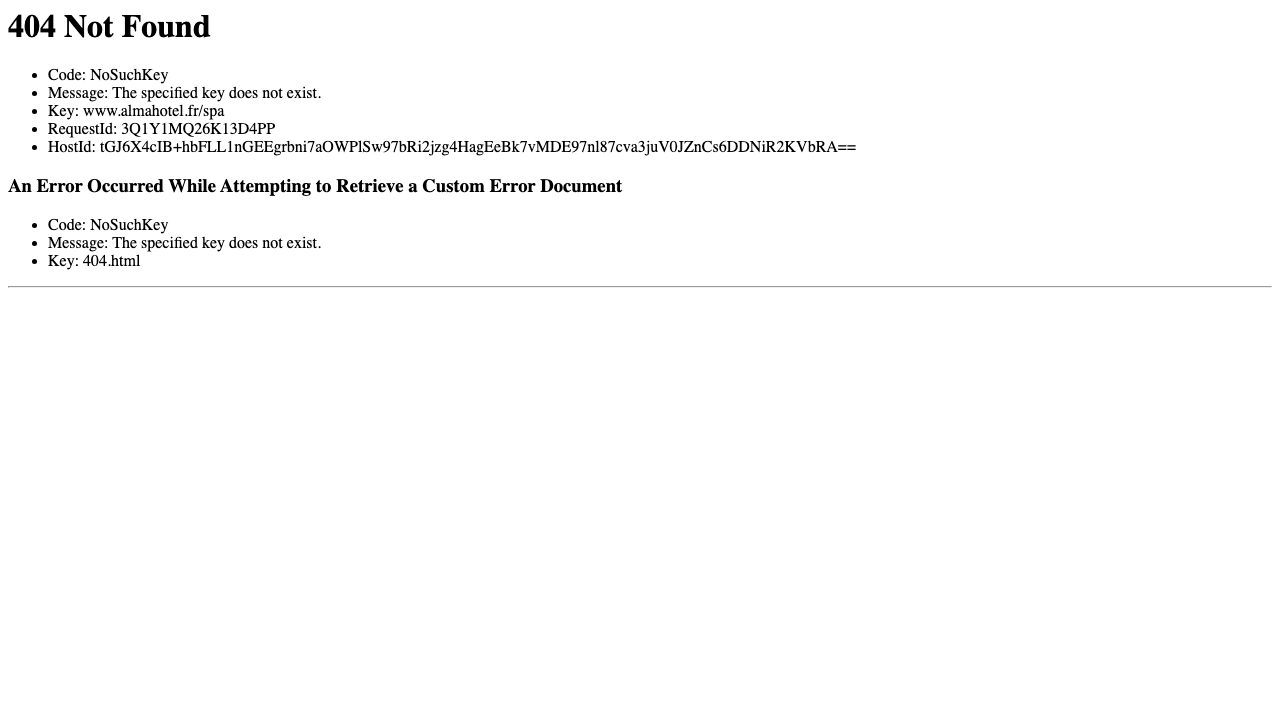 404 Not Found
Code: NoSuchKey
Message: The specified key does not exist.
Key: www.almahotel.fr/spa
RequestId: 3Q1Y1MQ26K13D4PP
HostId: tGJ6X4cIB+hbFLL1nGEEgrbni7aOWPlSw97bRi2jzg4HagEeBk7vMDE97nl87cva3juV0JZnCs6DDNiR2KVbRA==
An Error Occurred While Attempting to Retrieve a Custom Error Document
Code: NoSuchKey
Message: The specified key does not exist.
Key: 404.html